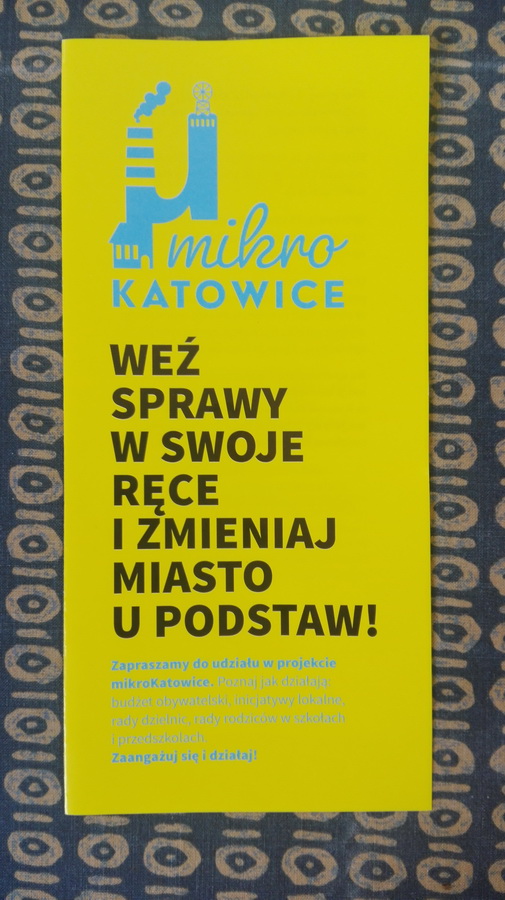 mikro
KATOWICE
WEŹ
SPRAWY
W SWOJE
RĘCE
I ZMIENIAJ
MIASTO
U PODSTAW!
Zapraszamy do udziału w projekcie
mikroKatowice. Poznaj jak działają:
budżet obywatelski, inicjatywy lokalne,
rady dzielnic, rady rodziców w szkołach
i przedszkolach.
Zaangażuj się i działaj!